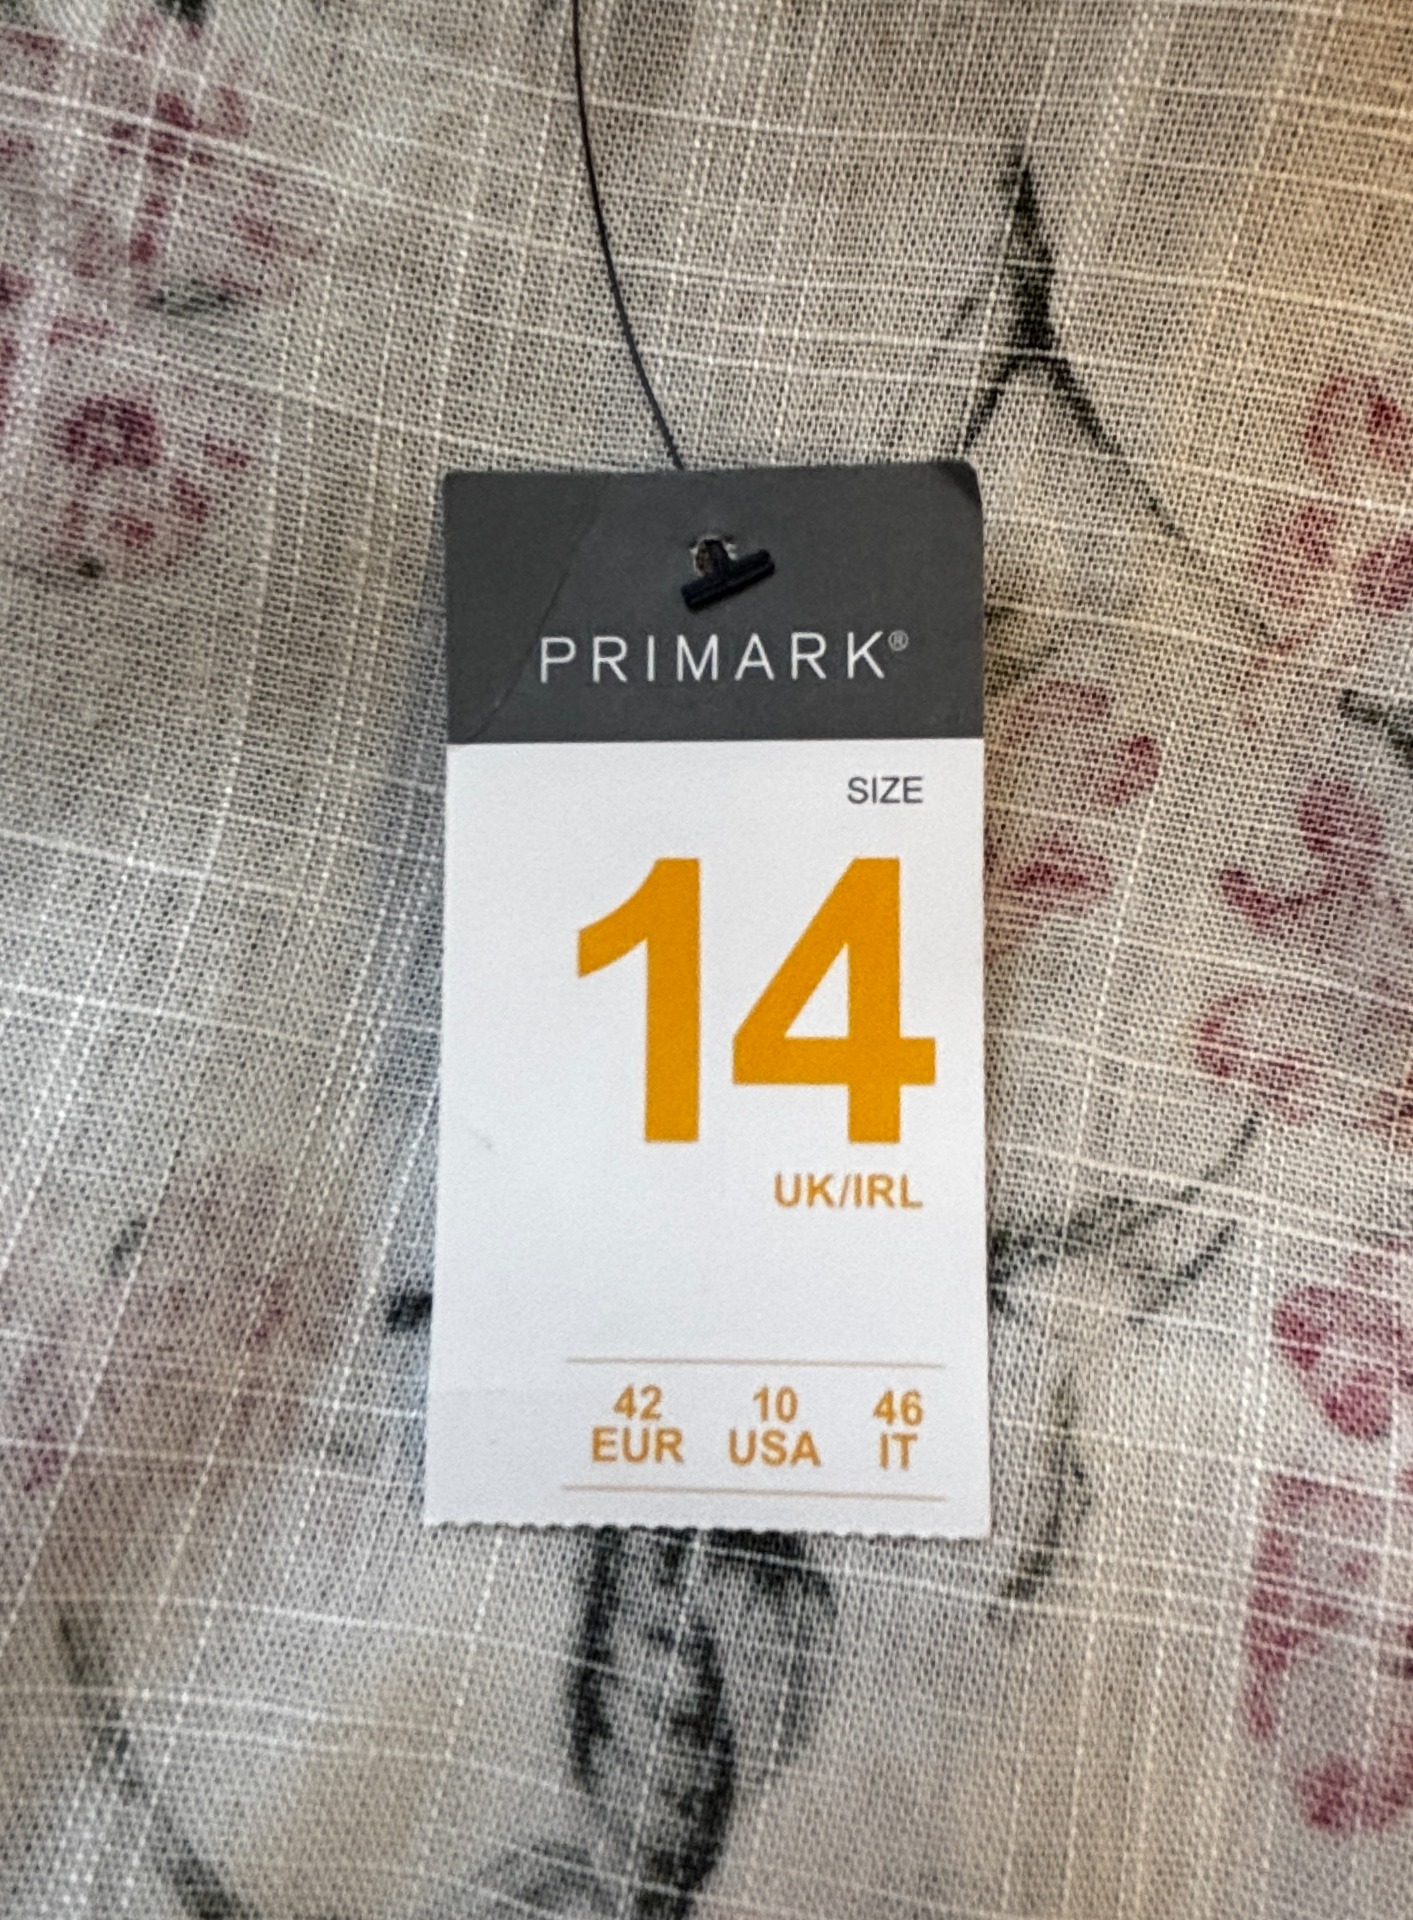 PRIMARK®
SIZE
14
UK/IRL
42 10 46
EUR USA IT